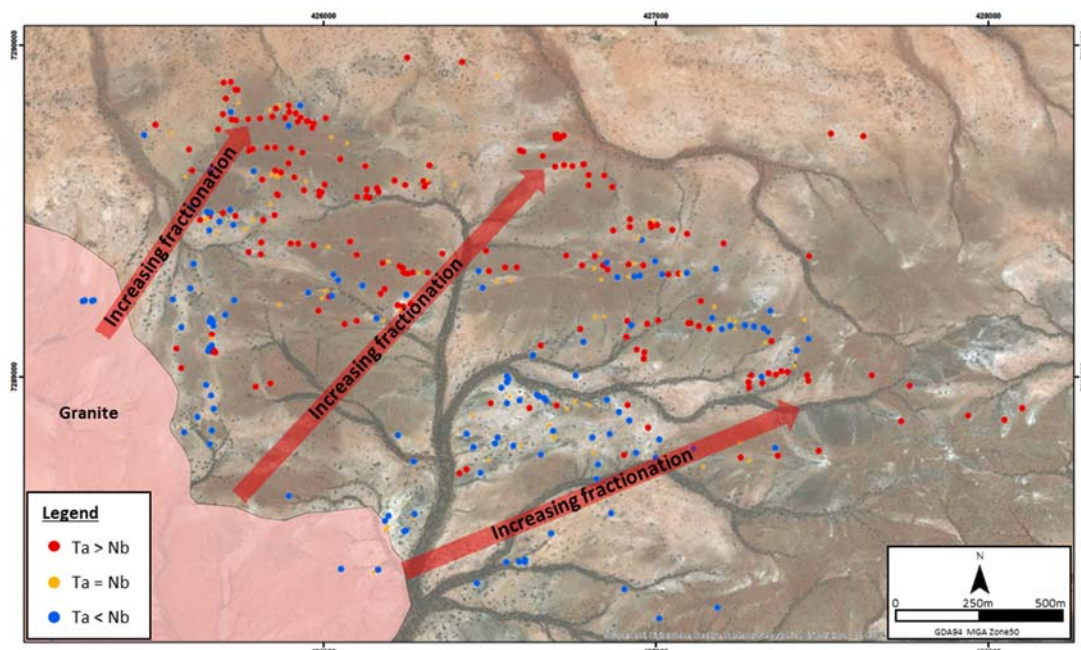 426000
427000
428000
7290000
Increasing fractionation
Increasing fractionation
Increasing fractionation
7289000
Granite
Legend
Ta > Nb
Ta = Nb
Ta < Nb
N
0 250m 500m
GDA94 MGA Zone50